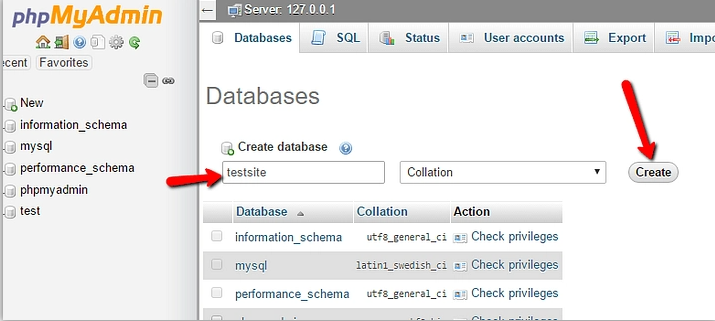 phpMyAdmin
ecent Favorites
New
information_schema
mysql
performance_schema
phpmyadmin
test
Server: 127.0.0.1
Databases SQL Status User accounts Export Impo
Databases
Create database
testsite Collation Create
Database Collation Action
information_schema utf8_general_ci Check privileges
mysql latin1_swedish_ci Check privileges
performance_schema utf8_general_ci Check privileges